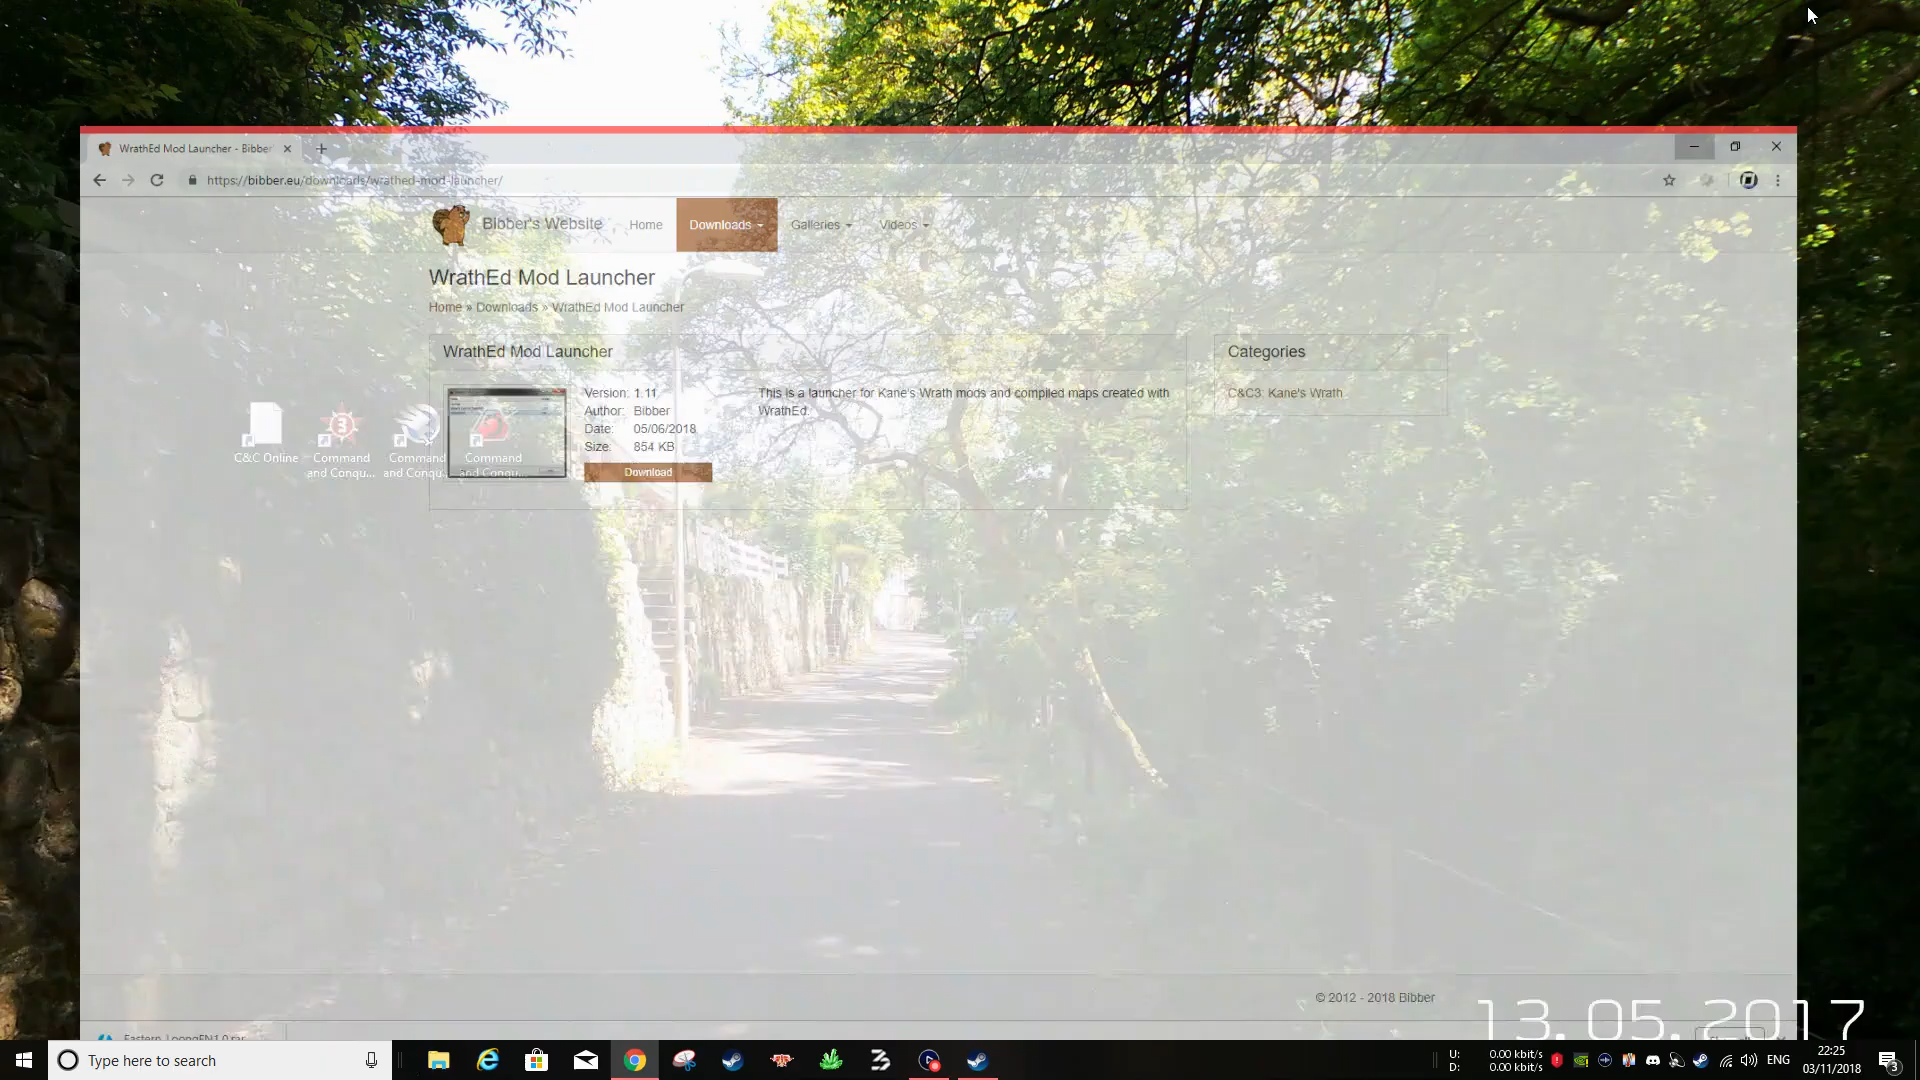 WrathEd Mod Launcher - Bibber
https://bibber.eu/downloads/wrathed-mod-launcher/
Bibber's Website
Home
Downloads
Galleries
Videos
WrathEd Mod Launcher
Home » Downloads » WrathEd Mod Launcher
WrathEd Mod Launcher
Version: 1.11
Author: Bibber
Date: 05/06/2018
Size: 854 KB
Download
This is a launcher for Kane's Wrath mods and compiled maps created with
WrathEd.
Categories
C&C3: Kane's Wrath
C&C Online
Command
and Conqu...
Command
and Conqu...
Command
and Conqu...
© 2012 - 2018 Bibber
13.05.2017
Eastern_LoongEN1.0.rar
Type here to search
U: 0.00 kbit/s
D: 0.00 kbit/s
ENG
22:25
03/11/2018
3